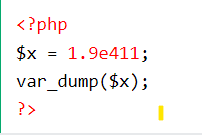 <?php
$x = 1.9e411;
var_dump($x);
?>